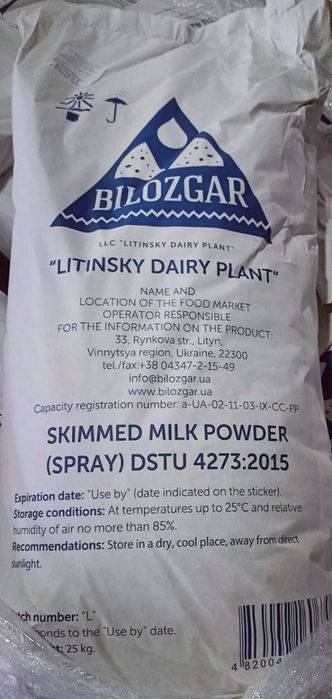 BILOZGAR
LLC "LITINSKY DAIRY PLANT"
"LITINSKY DAIRY PLANT"
NAME AND
LOCATION OF THE FOOD MARKET
OPERATOR RESPONSIBLE
FOR THE INFORMATION ON THE PRODUCT:
33, Rynkova str., Lityn,
Vinnytsya region, Ukraine, 22300
tel./fax:+38 04347-2-15-49
info@bilozgar.ua
www.bilozgar.ua
Capacity registration number: a-UA-02-11-03-IX-CC-PP
SKIMMED MILK POWDER
(SPRAY) DSTU 4273:2015
Expiration date: "Use by" (date indicated on the sticker).
Storage conditions: At temperatures up to 25°C and relative
humidity of air no more than 85%.
Recommendations: Store in a dry, cool place, away from direct
sunlight.
number: "L"
to the "Use by" date.
25 kg.
4 82004